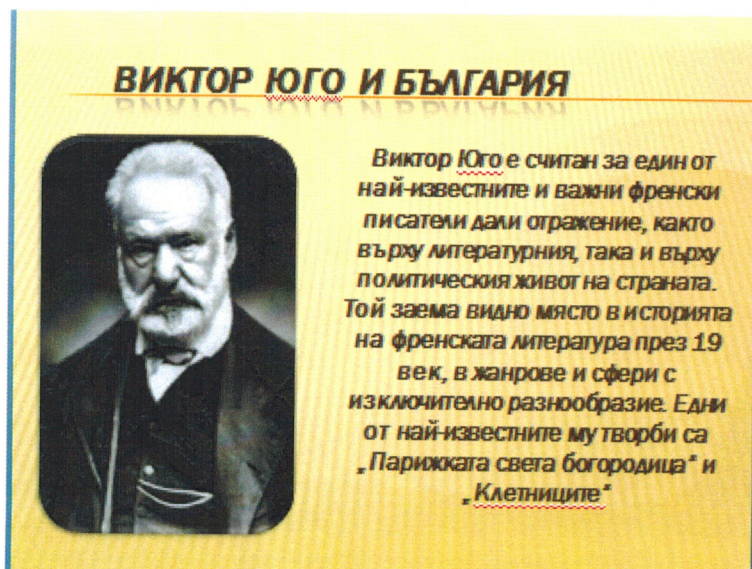 ВИКТОР ЮГО И БЪЛГАРИЯ
Виктор Юго е считан за един от
най-известните и важни френски
писатели дали отражение, както
върху литературния, така и върху
политическия живот на страната.
Той заема видно място в историята
на френската литература през 19
век, в жанрове и сфери с
изключително разнообразие. Едни
от най-известните му творби са
„Парижката света богородица“ и
„Клетниците“